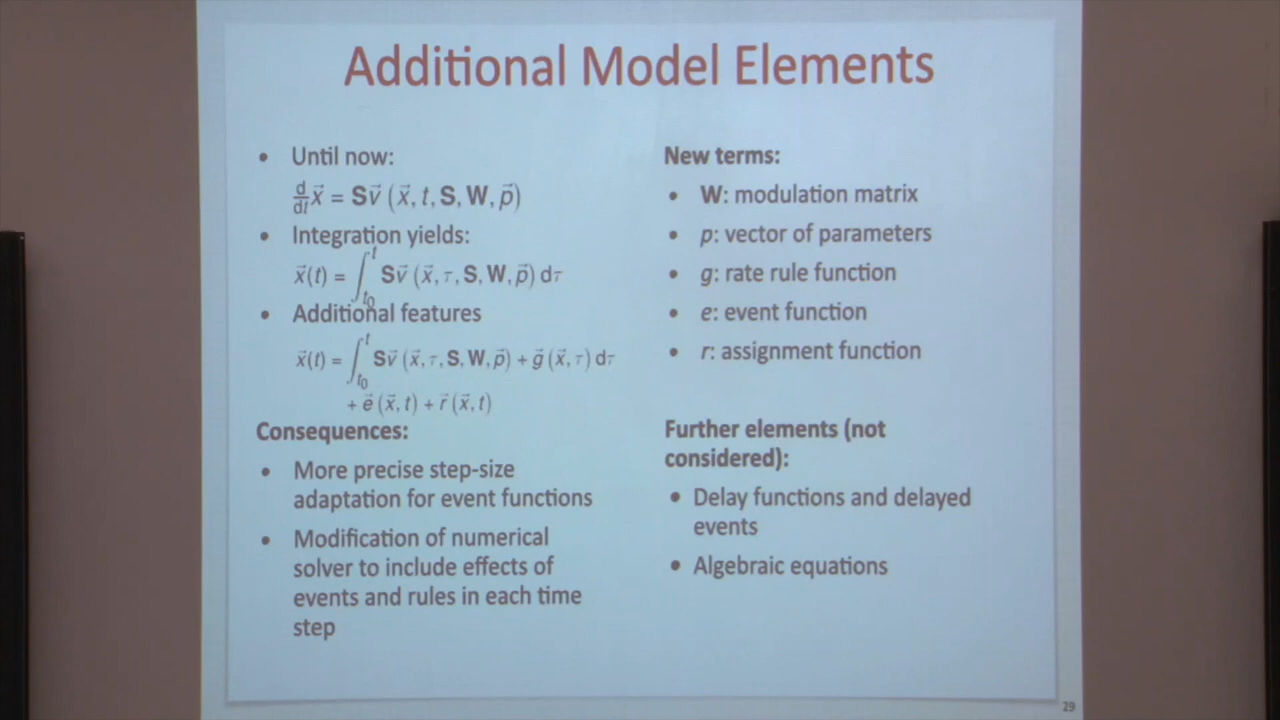 Additional Model Elements
• Until now:
d/dt x⃗ = Sv⃗ (x⃗, t, S, W, p⃗)
• Integration yields:
x⃗(t) = ∫_{t₀}^{t} Sv⃗ (x⃗, τ, S, W, p⃗) dτ
• Additional features
x⃗(t) = ∫_{t₀}^{t} Sv⃗ (x⃗, τ, S, W, p⃗) + g⃗ (x⃗, τ) dτ
+ e⃗ (x⃗, t) + r⃗ (x⃗, t)
Consequences:
• More precise step-size
adaptation for event functions
• Modification of numerical
solver to include effects of
events and rules in each time
step
New terms:
• W: modulation matrix
• p: vector of parameters
• g: rate rule function
• e: event function
• r: assignment function
Further elements (not
considered):
• Delay functions and delayed
events
• Algebraic equations
29